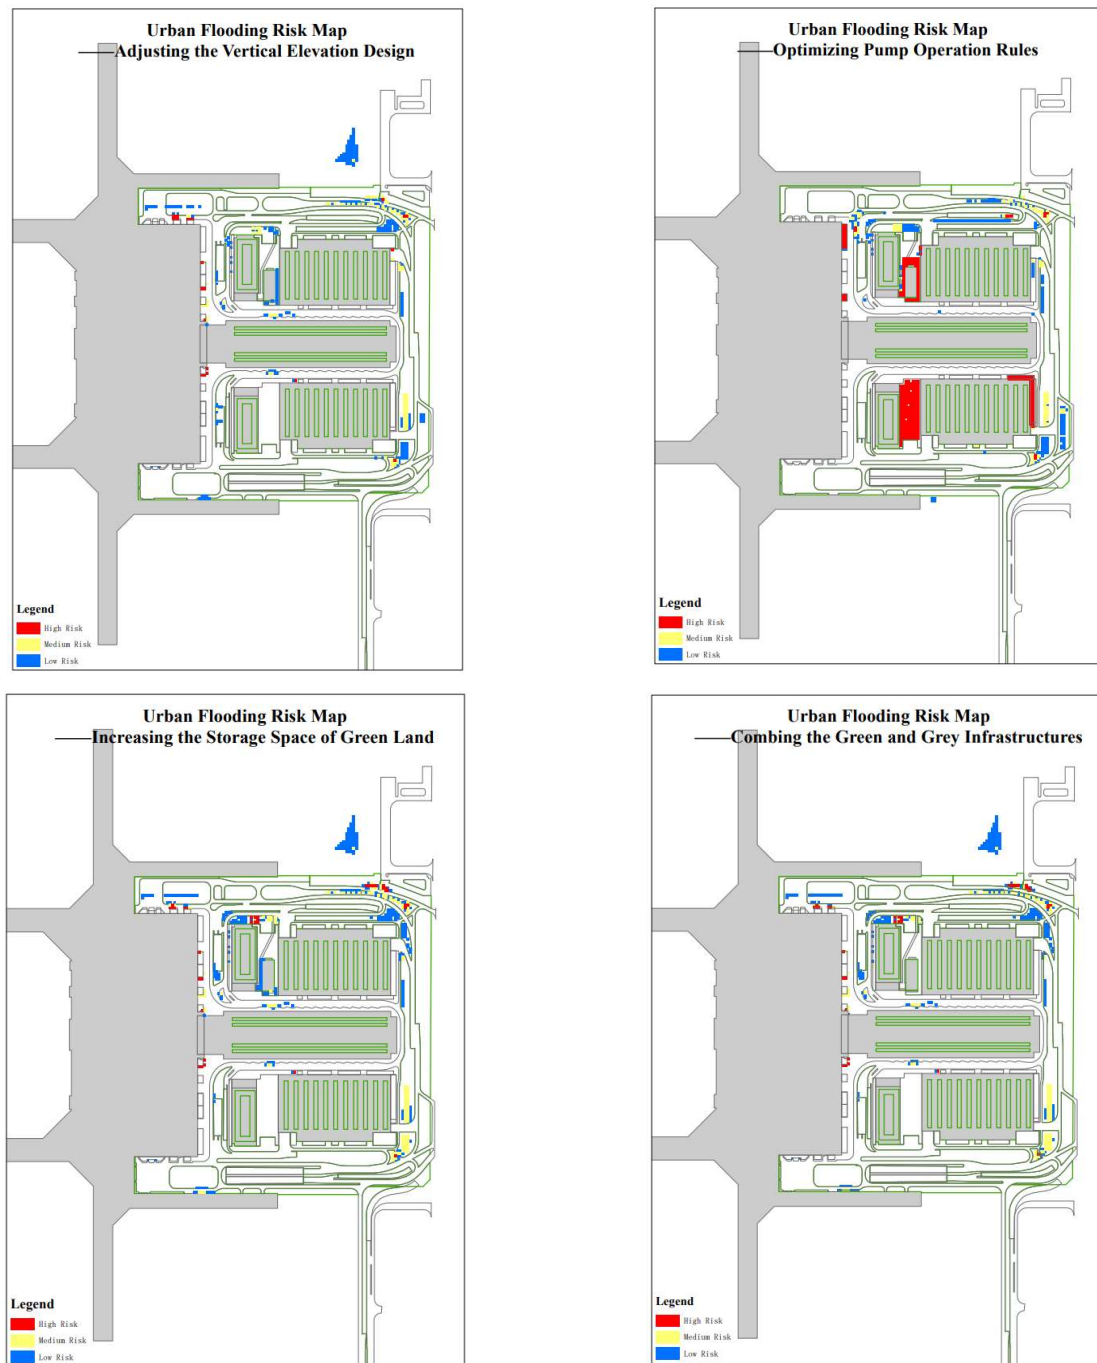 Urban Flooding Risk Map
——Adjusting the Vertical Elevation Design
Legend
High Risk
Medium Risk
Low Risk
Urban Flooding Risk Map
——Optimizing Pump Operation Rules
Legend
High Risk
Medium Risk
Low Risk
Urban Flooding Risk Map
——Increasing the Storage Space of Green Land
Legend
High Risk
Medium Risk
Low Risk
Urban Flooding Risk Map
——Combing the Green and Grey Infrastructures
Legend
High Risk
Medium Risk
Low Risk